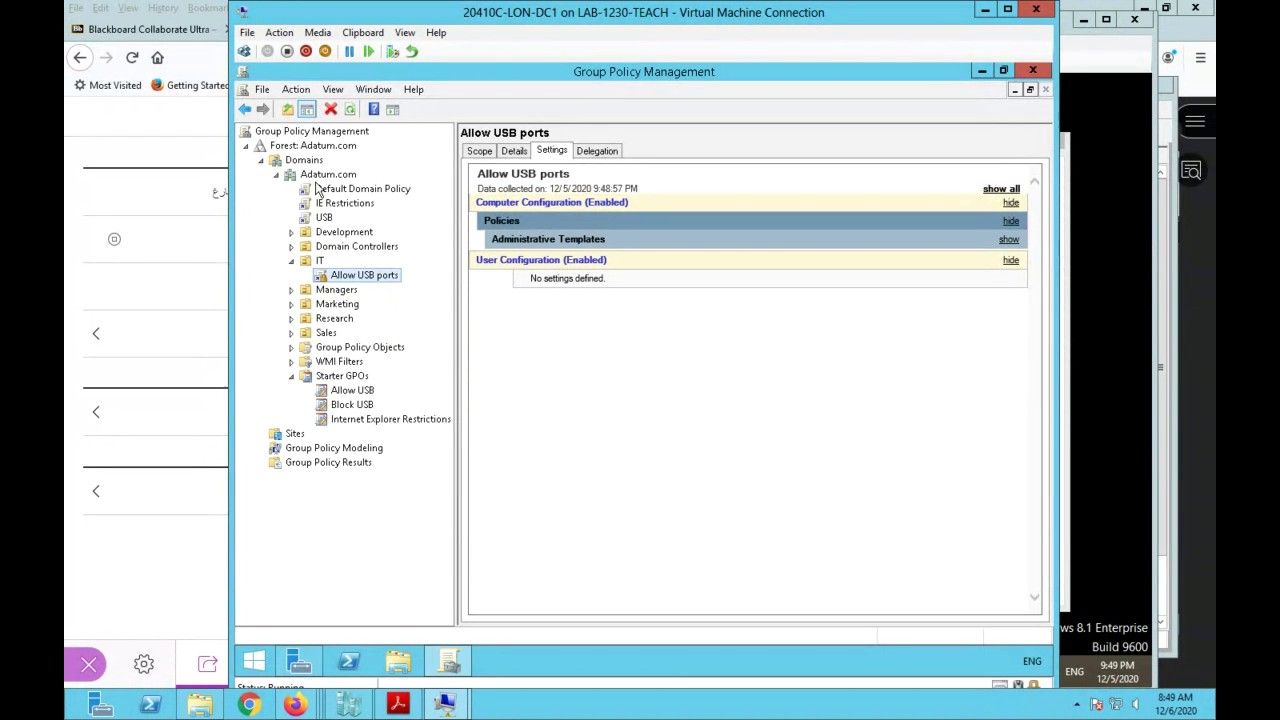 File Edit View History Bookmar
Blackboard Collaborate Ultra -
Most Visited
Getting Started
20410C-LON-DC1 on LAB-1230-TEACH - Virtual Machine Connection
File Action Media Clipboard View Help
Group Policy Management
File Action View Window Help
Group Policy Management
Forest: Adatum.com
Domains
Adatum.com
Default Domain Policy
IE Restrictions
USB
Development
Domain Controllers
IT
Allow USB ports
Managers
Marketing
Research
Sales
Group Policy Objects
WMI Filters
Starter GPOs
Allow USB
Block USB
Internet Explorer Restrictions
Sites
Group Policy Modeling
Group Policy Results
Allow USB ports
Scope Details Settings Delegation
Allow USB ports
Data collected on: 12/5/2020 9:48:57 PM show all
Computer Configuration (Enabled) hide
Policies hide
Administrative Templates show
User Configuration (Enabled) hide
No settings defined.
ENG
Status: Running
ws 8.1 Enterprise
Build 9600
ENG
9:49 PM
12/5/2020
8:49 AM
12/6/2020